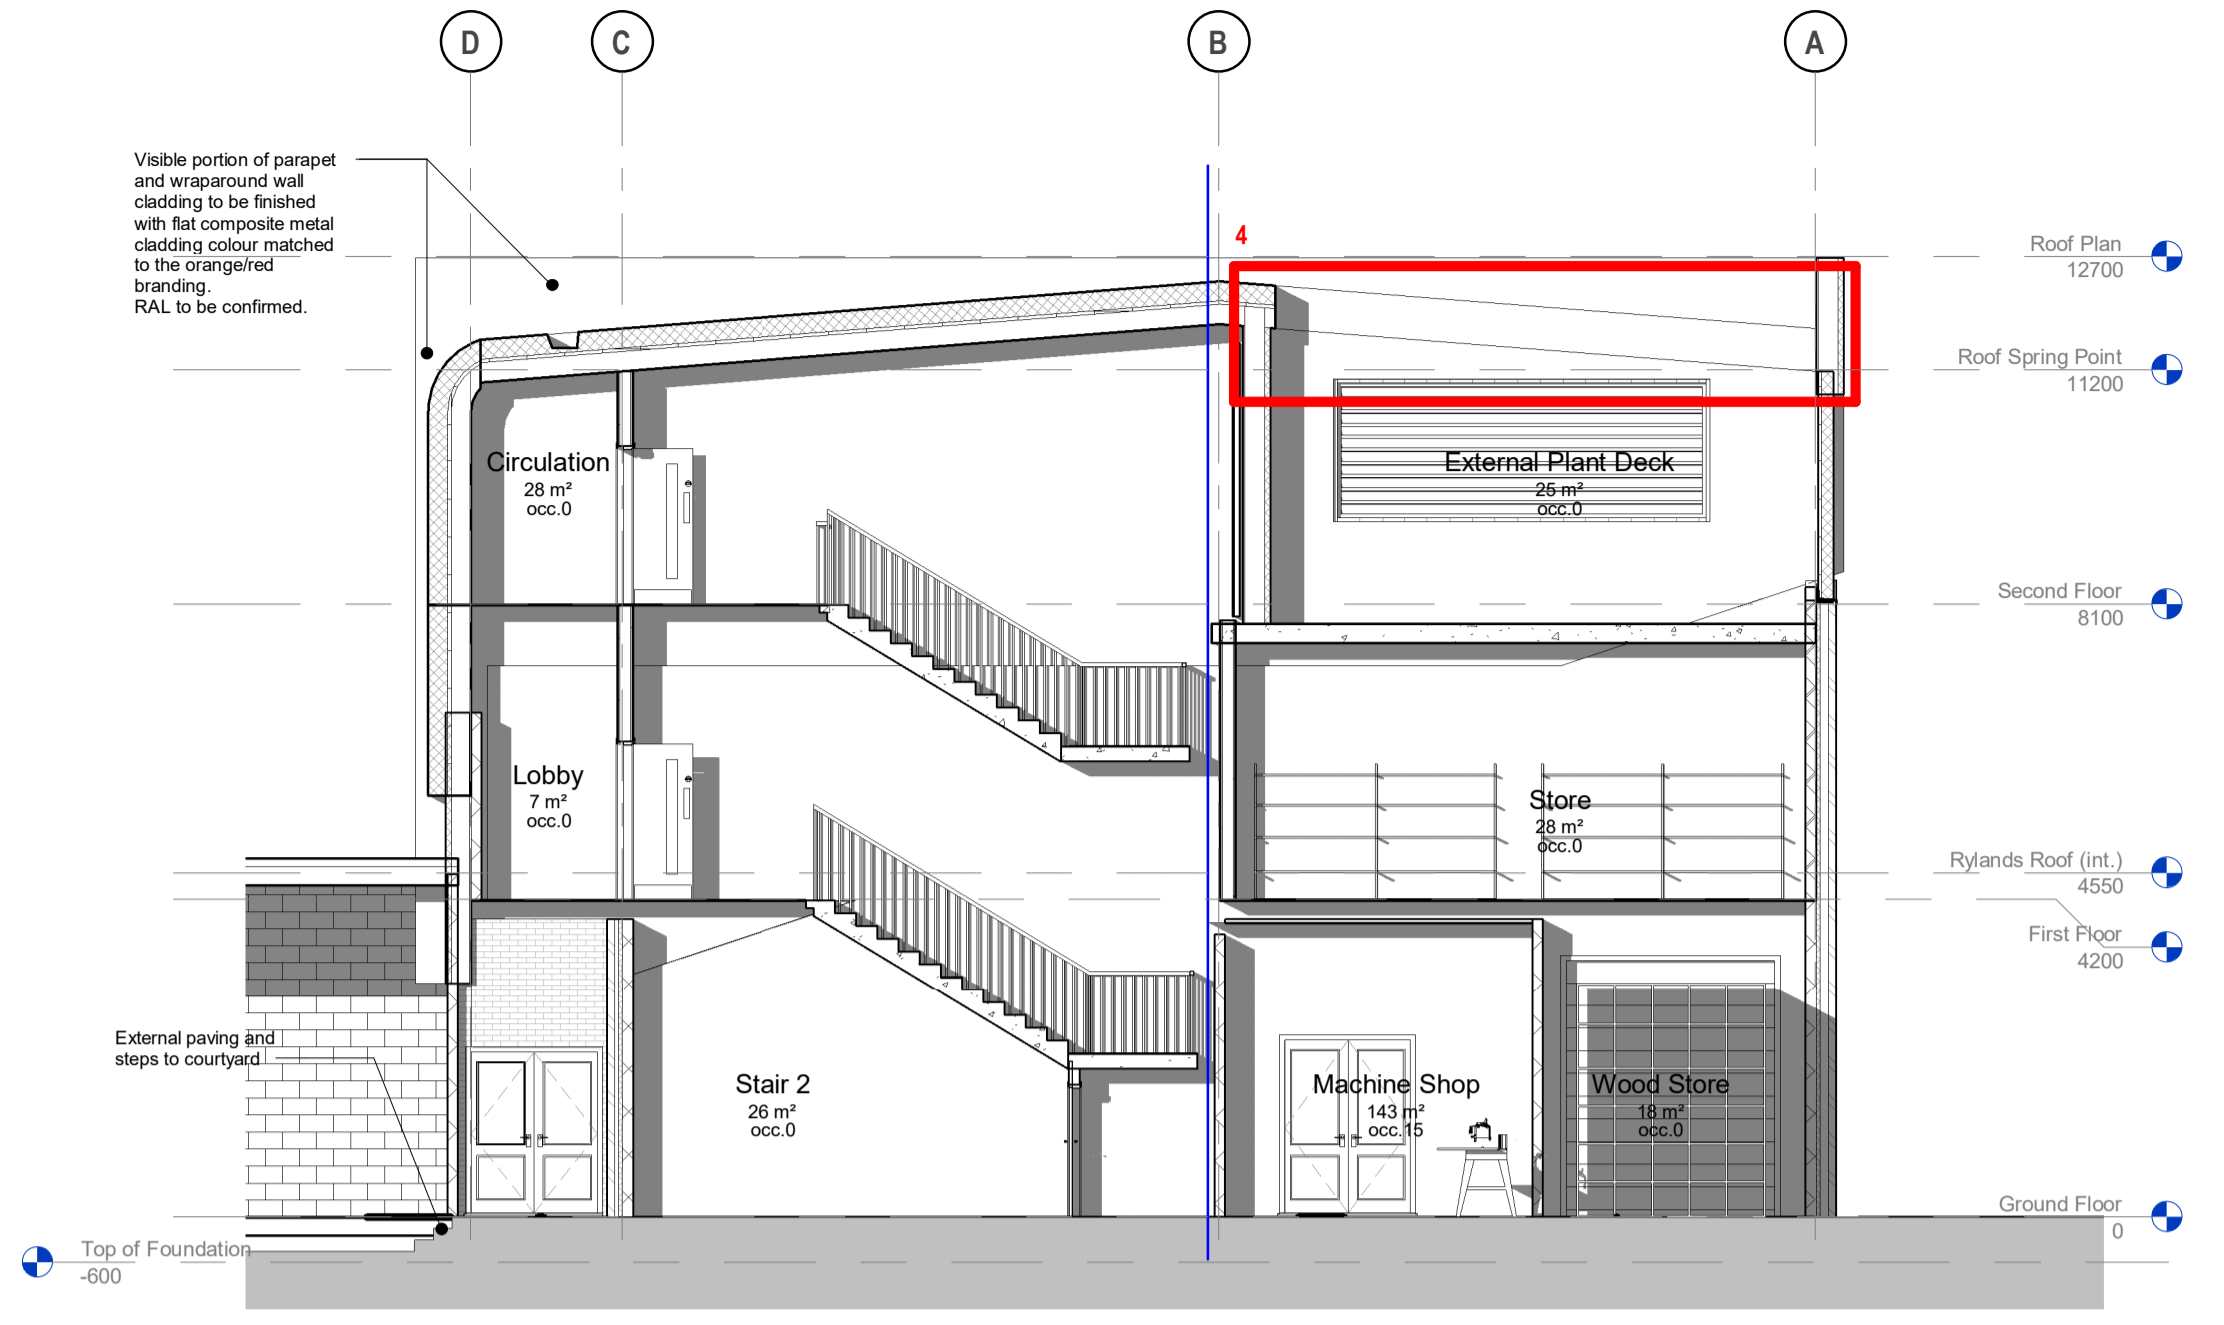 D
C
B
A
Visible portion of parapet
and wraparound wall
cladding to be finished
with flat composite metal
cladding colour matched
to the orange/red
branding.
RAL to be confirmed.
4
Roof Plan
12700
Roof Spring Point
11200
Circulation
28 m²
occ.0
External Plant Deck
25 m²
occ.0
Second Floor
8100
Lobby
7 m²
occ.0
Store
28 m²
occ.0
Rylands Roof (int.)
4550
First Floor
4200
External paving and
steps to courtyard
Stair 2
26 m²
occ.0
Machine Shop
143 m²
occ.15
Wood Store
18 m²
occ.0
Ground Floor
0
Top of Foundation
-600